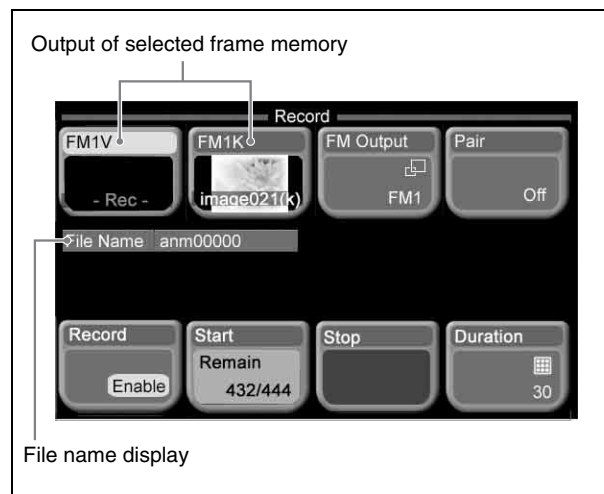 Output of selected frame memory
Record
FM1V
FM1K
FM Output
Pair
- Rec -
image021(k)
FM1
Off
File Name anm00000
Record
Start
Stop
Duration
Remain
Enable
432/444
30
File name display